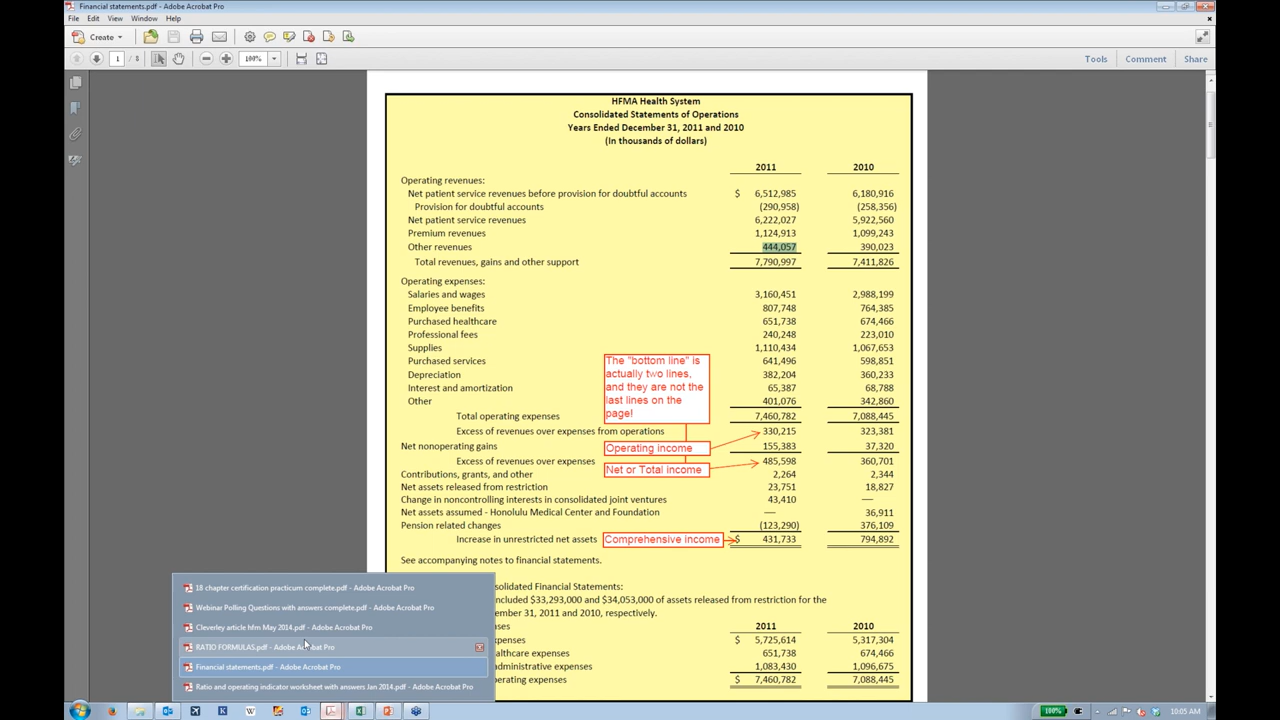 Financial statements.pdf - Adobe Acrobat Pro
File Edit View Window Help
Create
1 / 8 100% Tools Comment Share
HFMA Health System
Consolidated Statements of Operations
Years Ended December 31, 2011 and 2010
(In thousands of dollars)
2011 2010
Operating revenues:
Net patient service revenues before provision for doubtful accounts $ 6,512,985 6,180,916
Provision for doubtful accounts (290,958) (258,356)
Net patient service revenues 6,222,027 5,922,560
Premium revenues 1,124,913 1,099,243
Other revenues 444,057 390,023
Total revenues, gains and other support 7,790,997 7,411,826
Operating expenses:
Salaries and wages 3,160,451 2,988,199
Employee benefits 807,748 764,385
Purchased healthcare 651,738 674,466
Professional fees 240,248 223,010
Supplies 1,110,434 1,067,653
Purchased services 641,496 598,851
Depreciation 382,204 360,233
Interest and amortization 65,387 68,788
Other 401,076 342,860
The "bottom line" is
actually two lines,
and they are not the
last lines on the
page!
Total operating expenses 7,460,782 7,088,445
Excess of revenues over expenses from operations 330,215 323,381
Operating income
Net nonoperating gains 155,383 37,320
Excess of revenues over expenses 485,598 360,701
Net or Total income
Contributions, grants, and other 2,264 2,344
Net assets released from restriction 23,751 18,827
Change in noncontrolling interests in consolidated joint ventures 43,410 —
Net assets assumed - Honolulu Medical Center and Foundation — 36,911
Pension related changes (123,290) 376,109
Increase in unrestricted net assets Comprehensive income $ 431,733 794,892
See accompanying notes to financial statements.
solidated Financial Statements:
ncluded $33,293,000 and $34,053,000 of assets released from restriction for the
mber 31, 2011 and 2010, respectively.
ses 2011 2010
penses $ 5,725,614 5,317,304
lthcare expenses 651,738 674,466
administrative expenses 1,083,430 1,096,675
perating expenses $ 7,460,782 7,088,445
18 chapter certification practicum complete.pdf - Adobe Acrobat Pro
Webinar Polling Questions with answers complete.pdf - Adobe Acrobat Pro
Cleverley article hfm May 2014.pdf - Adobe Acrobat Pro
RATIO FORMULAS.pdf - Adobe Acrobat Pro
Financial statements.pdf - Adobe Acrobat Pro
Ratio and operating indicator worksheet with answers Jan 2014.pdf - Adobe Acrobat Pro
100% 10:05 AM